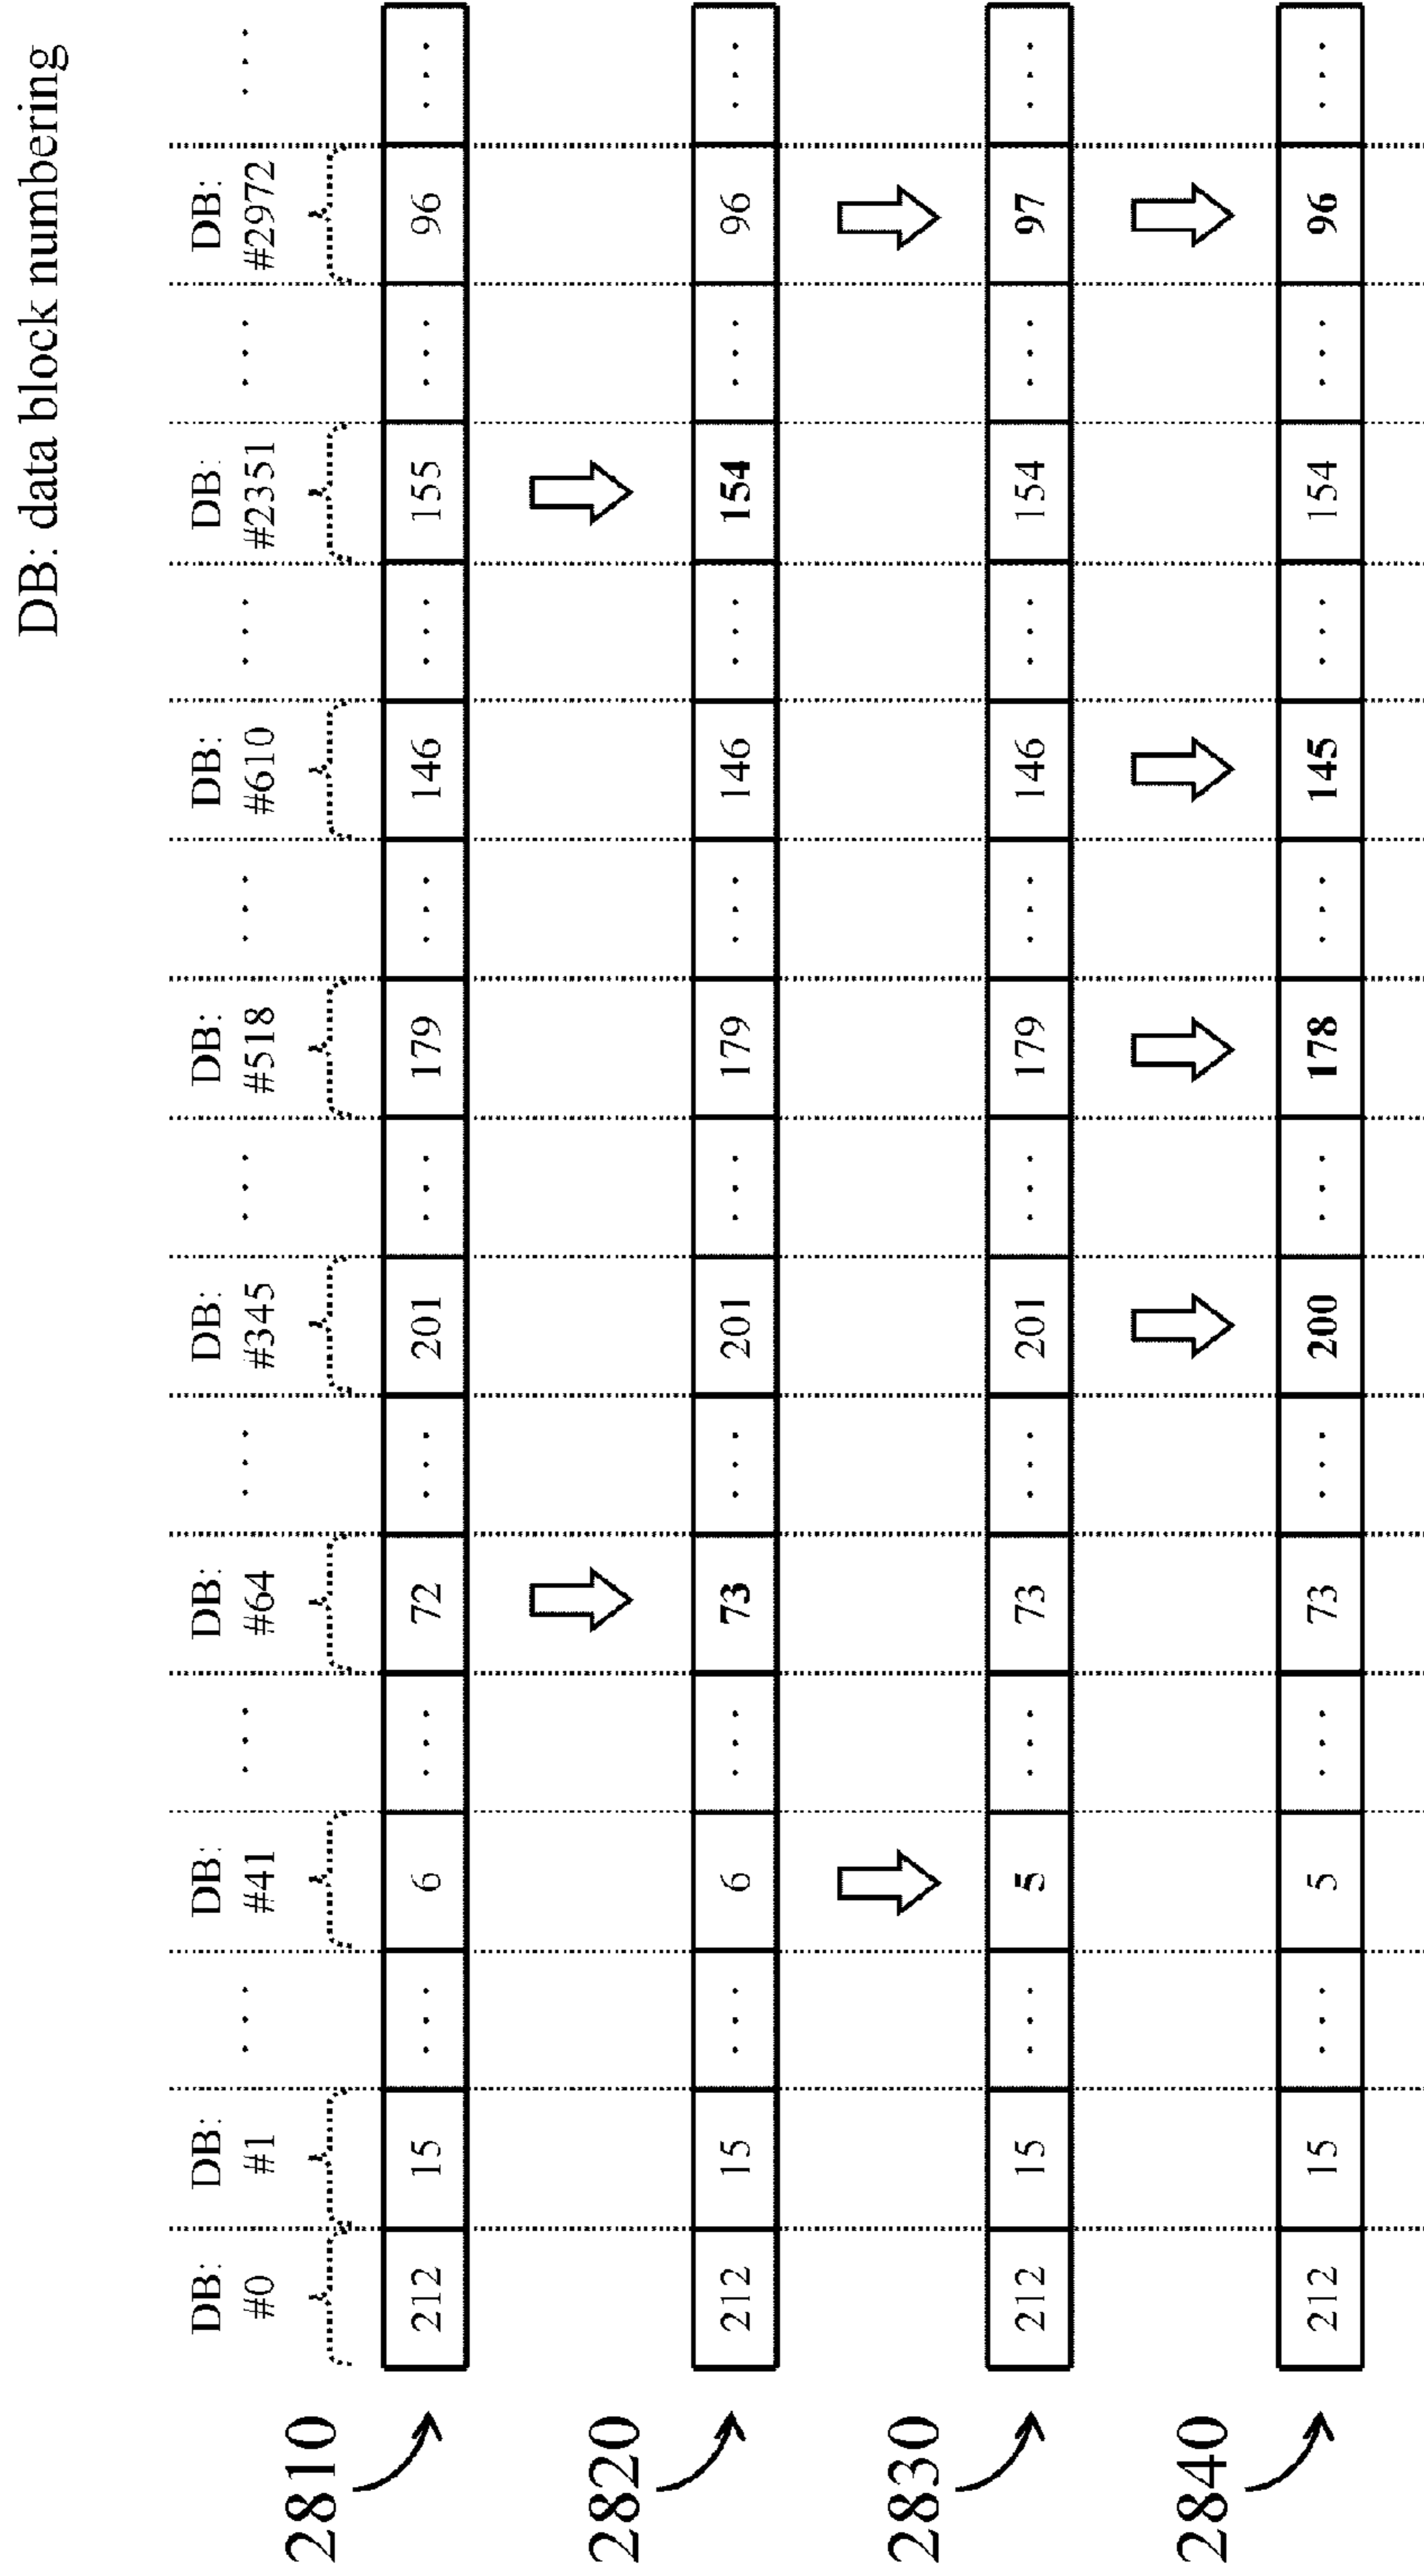 DB: data block numbering
DB: #0 DB: #1 ... DB: #41 ... DB: #64 ... DB: #345 ... DB: #518 ... DB: #610 ... DB: #2351 ... DB: #2972 ...
2810 212 15 ... 6 ... 72 ... 201 ... 179 ... 146 ... 155 ... 96 ...
2820 212 15 ... 6 ... 73 ... 201 ... 179 ... 146 ... 154 ... 96 ...
2830 212 15 ... 5 ... 73 ... 201 ... 179 ... 146 ... 154 ... 97 ...
2840 212 15 ... 5 ... 73 ... 200 ... 178 ... 145 ... 154 ... 96 ...